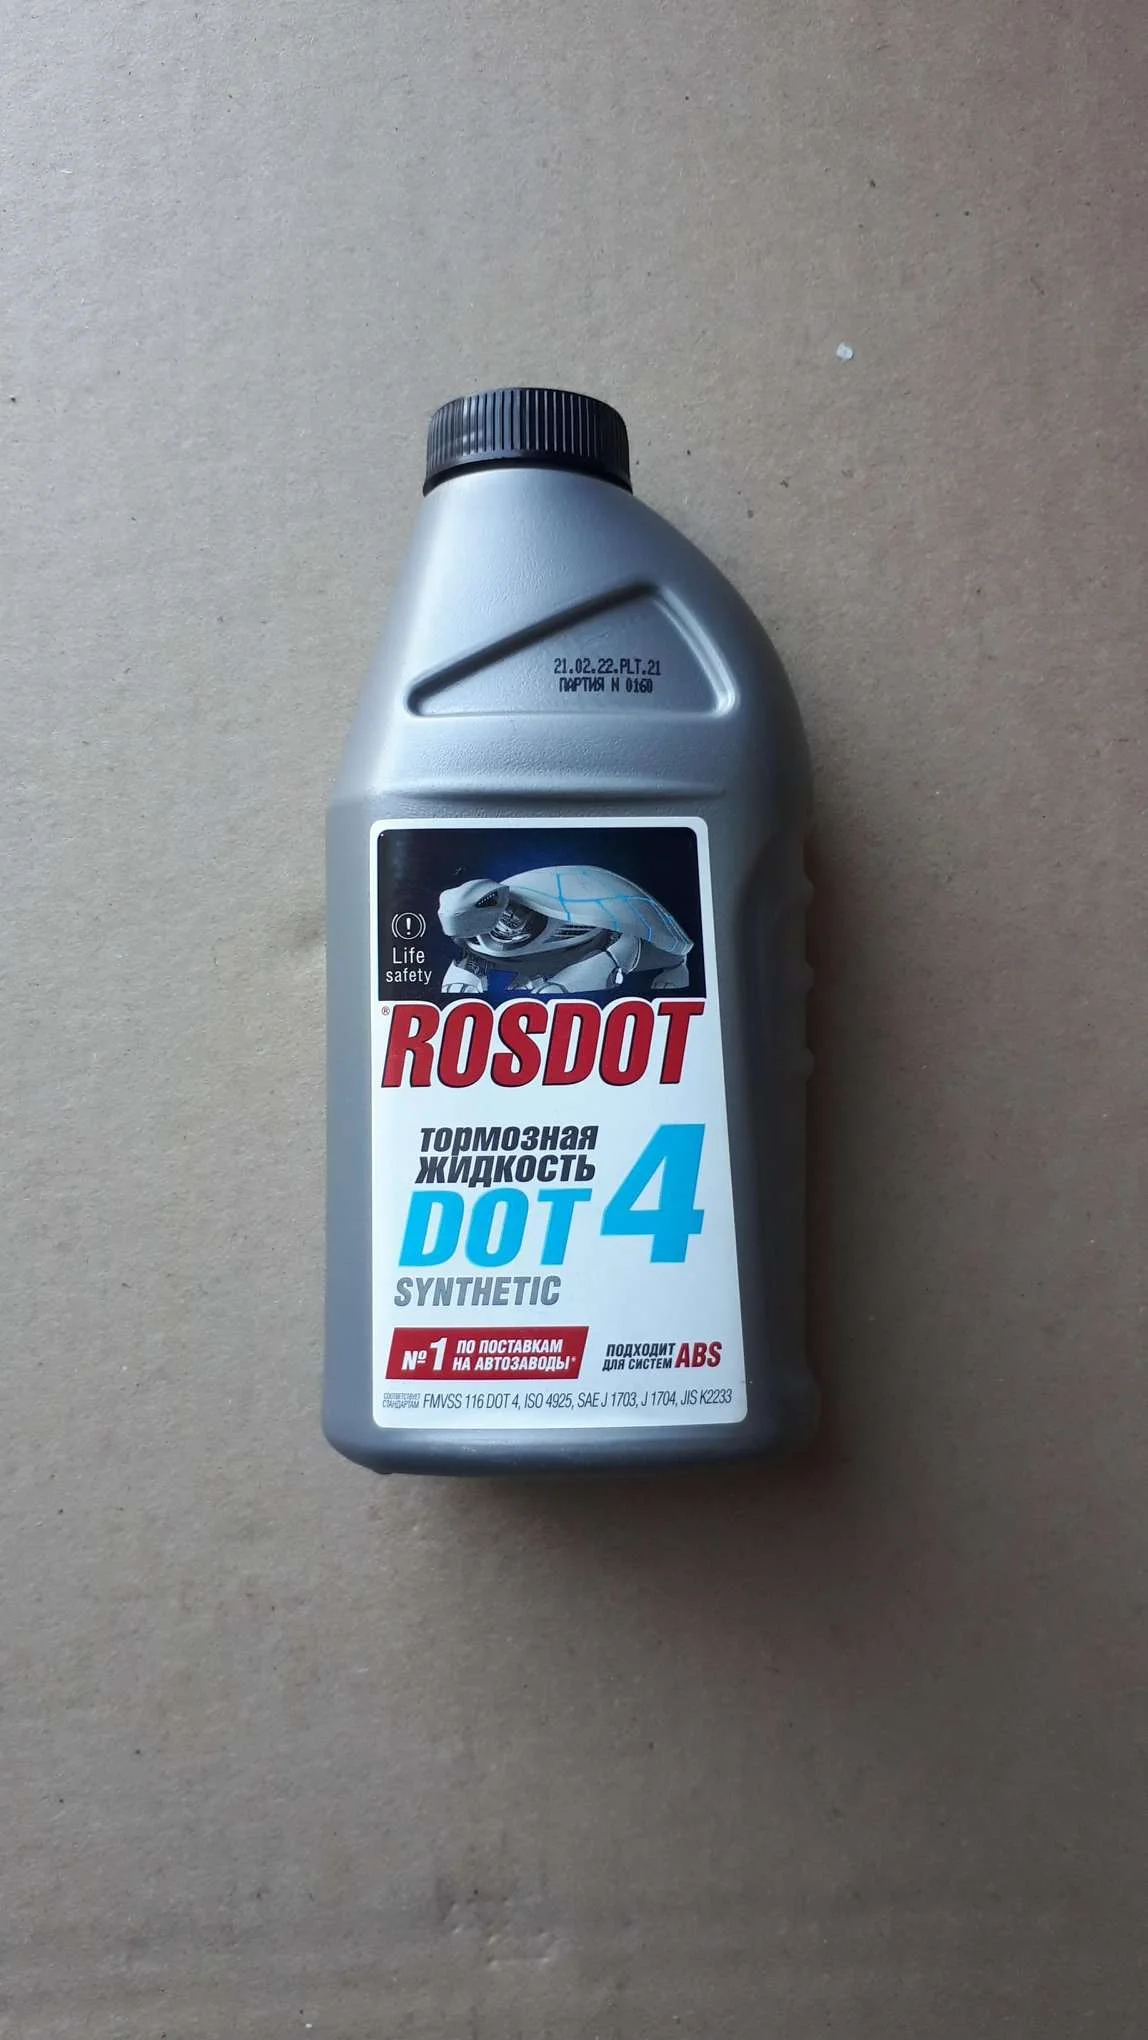 21.02.22.PLT.21
ПАРТИЯ N 0160
Life
safety
®ROSDOT
ТОРМОЗНАЯ
ЖИДКОСТЬ
DOT 4
SYNTHETIC
№1 ПО ПОСТАВКАМ
НА АВТОЗАВОДЫ*
ПОДХОДИТ
ДЛЯ СИСТЕМ ABS
СООТВЕТСТВУЕТ
СТАНДАРТАМ FMVSS 116 DOT 4, ISO 4925, SAE J 1703, J 1704, JIS K2233